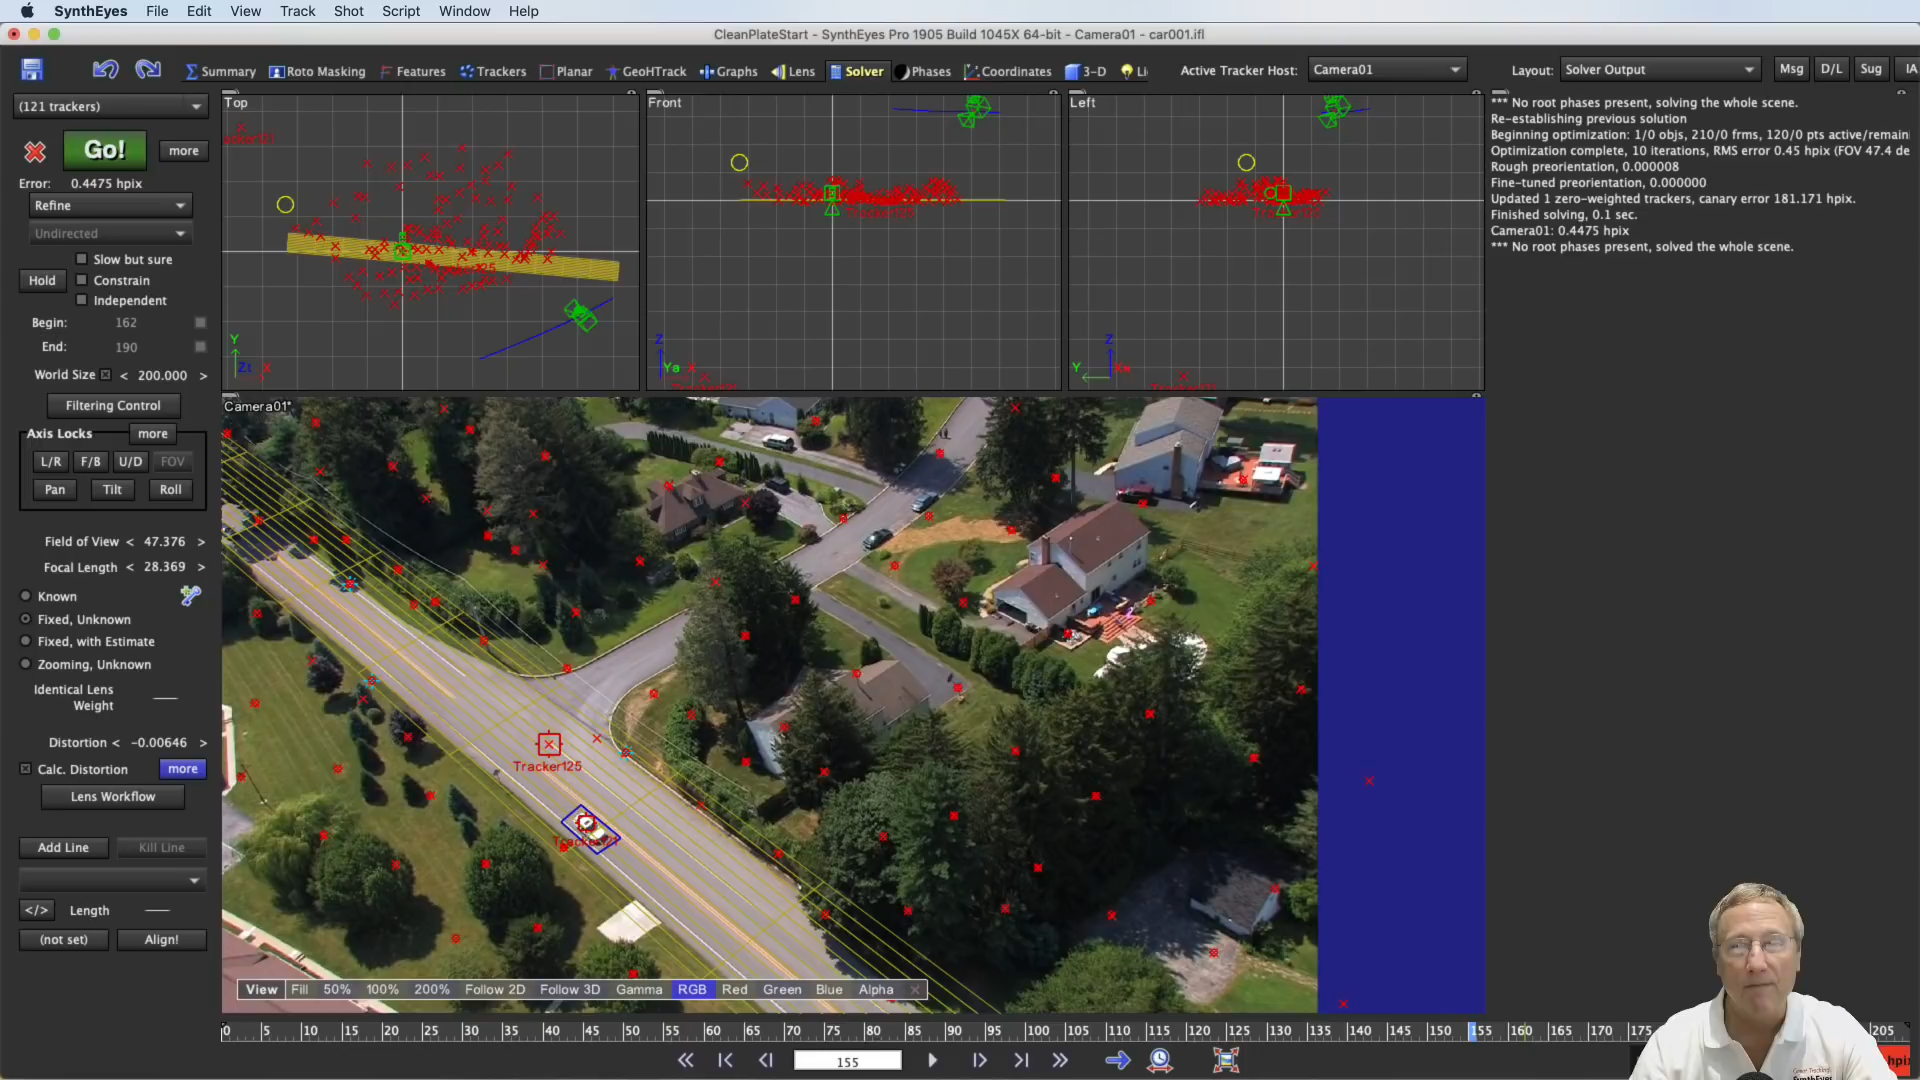 SynthEyes File Edit View Track Shot Script Window Help
CleanPlateStart - SynthEyes Pro 1905 Build 1045X 64-bit - Camera01 - car001.ifl
Summary Roto Masking Features Trackers Planar GeoHTrack Graphs Lens Solver Phases Coordinates 3-D Li Active Tracker Host: Camera01 Layout: Solver Output Msg D/L Sug IA
(121 trackers)
Go! more
Error: 0.4475 hpix
Refine
Undirected
Slow but sure
Hold Constrain
Independent
Begin: 162
End: 190
World Size < 200.000 >
Filtering Control
Axis Locks more
L/R F/B U/D FOV
Pan Tilt Roll
Field of View < 47.376 >
Focal Length < 28.369 >
Known
Fixed, Unknown
Fixed, with Estimate
Zooming, Unknown
Identical Lens
Weight
Distortion < -0.00646 >
Calc. Distortion more
Lens Workflow
Add Line Kill Line
</> Length
(not set) Align!
Top
Y
Front
Tracker125
Z
Left
Z
Y
*** No root phases present, solving the whole scene.
Re-establishing previous solution
Beginning optimization: 1/0 objs, 210/0 frms, 120/0 pts active/remain
Optimization complete, 10 iterations, RMS error 0.45 hpix (FOV 47.4 de
Rough preorientation, 0.000008
Fine-tuned preorientation, 0.000000
Updated 1 zero-weighted trackers, canary error 181.171 hpix.
Finished solving, 0.1 sec.
Camera01: 0.4475 hpix
*** No root phases present, solved the whole scene.
Camera01*
Tracker125
View Fill 50% 100% 200% Follow 2D Follow 3D Gamma RGB Red Green Blue Alpha
0 5 10 15 20 25 30 35 40 45 50 55 60 65 70 75 80 85 90 95 100 105 110 115 120 125 130 135 140 145 150 155 160 165 170 175 205
155
hpi
SynthEyes